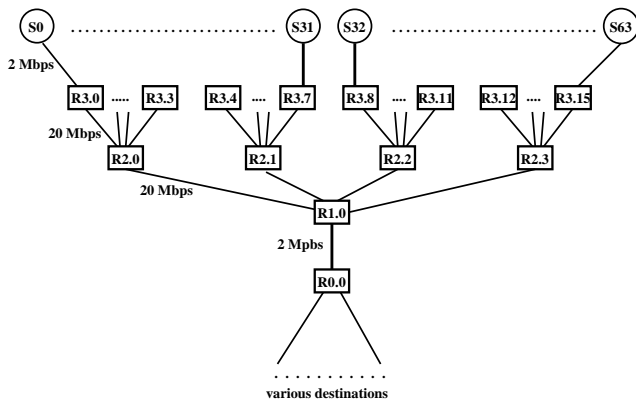 S0 ........ S31 S32 ........ S63
2 Mbps
R3.0 ..... R3.3 R3.4 .... R3.7 R3.8 .... R3.11 R3.12 .... R3.15
20 Mbps
R2.0 R2.1 R2.2 R2.3
20 Mbps
R1.0
2 Mpbs
R0.0
. . . . . . . . . . .
various destinations